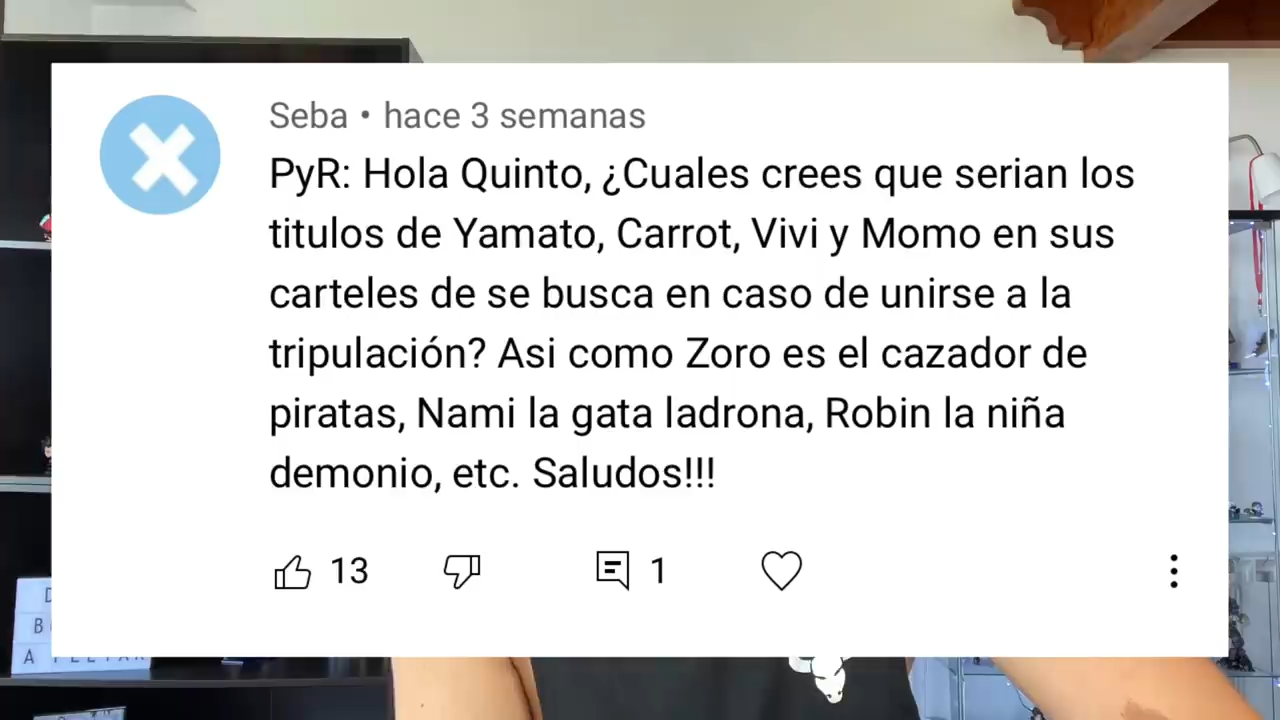 Seba • hace 3 semanas
PyR: Hola Quinto, ¿Cuales crees que serian los
titulos de Yamato, Carrot, Vivi y Momo en sus
carteles de se busca en caso de unirse a la
tripulación? Asi como Zoro es el cazador de
piratas, Nami la gata ladrona, Robin la niña
demonio, etc. Saludos!!!
13
1